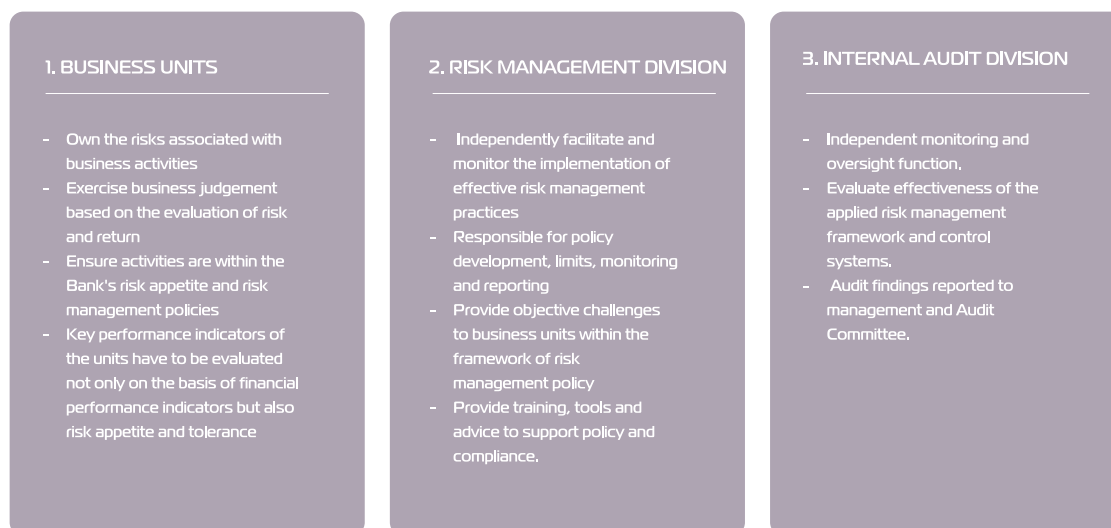 1. BUSINESS UNITS
- Own the risks associated with
business activities
- Exercise business judgement
based on the evaluation of risk
and return
- Ensure activities are within the
Bank's risk appetite and risk
management policies
- Key performance indicators of
the units have to be evaluated
not only on the basis of financial
performance indicators but also
risk appetite and tolerance
2. RISK MANAGEMENT DIVISION
- Independently facilitate and
monitor the implementation of
effective risk management
practices
- Responsible for policy
development, limits, monitoring
and reporting
- Provide objective challenges
to business units within the
framework of risk
management policy
- Provide training, tools and
advice to support policy and
compliance.
3. INTERNAL AUDIT DIVISION
- Independent monitoring and
oversight function.
- Evaluate effectiveness of the
applied risk management
framework and control
systems.
- Audit findings reported to
management and Audit
Committee.